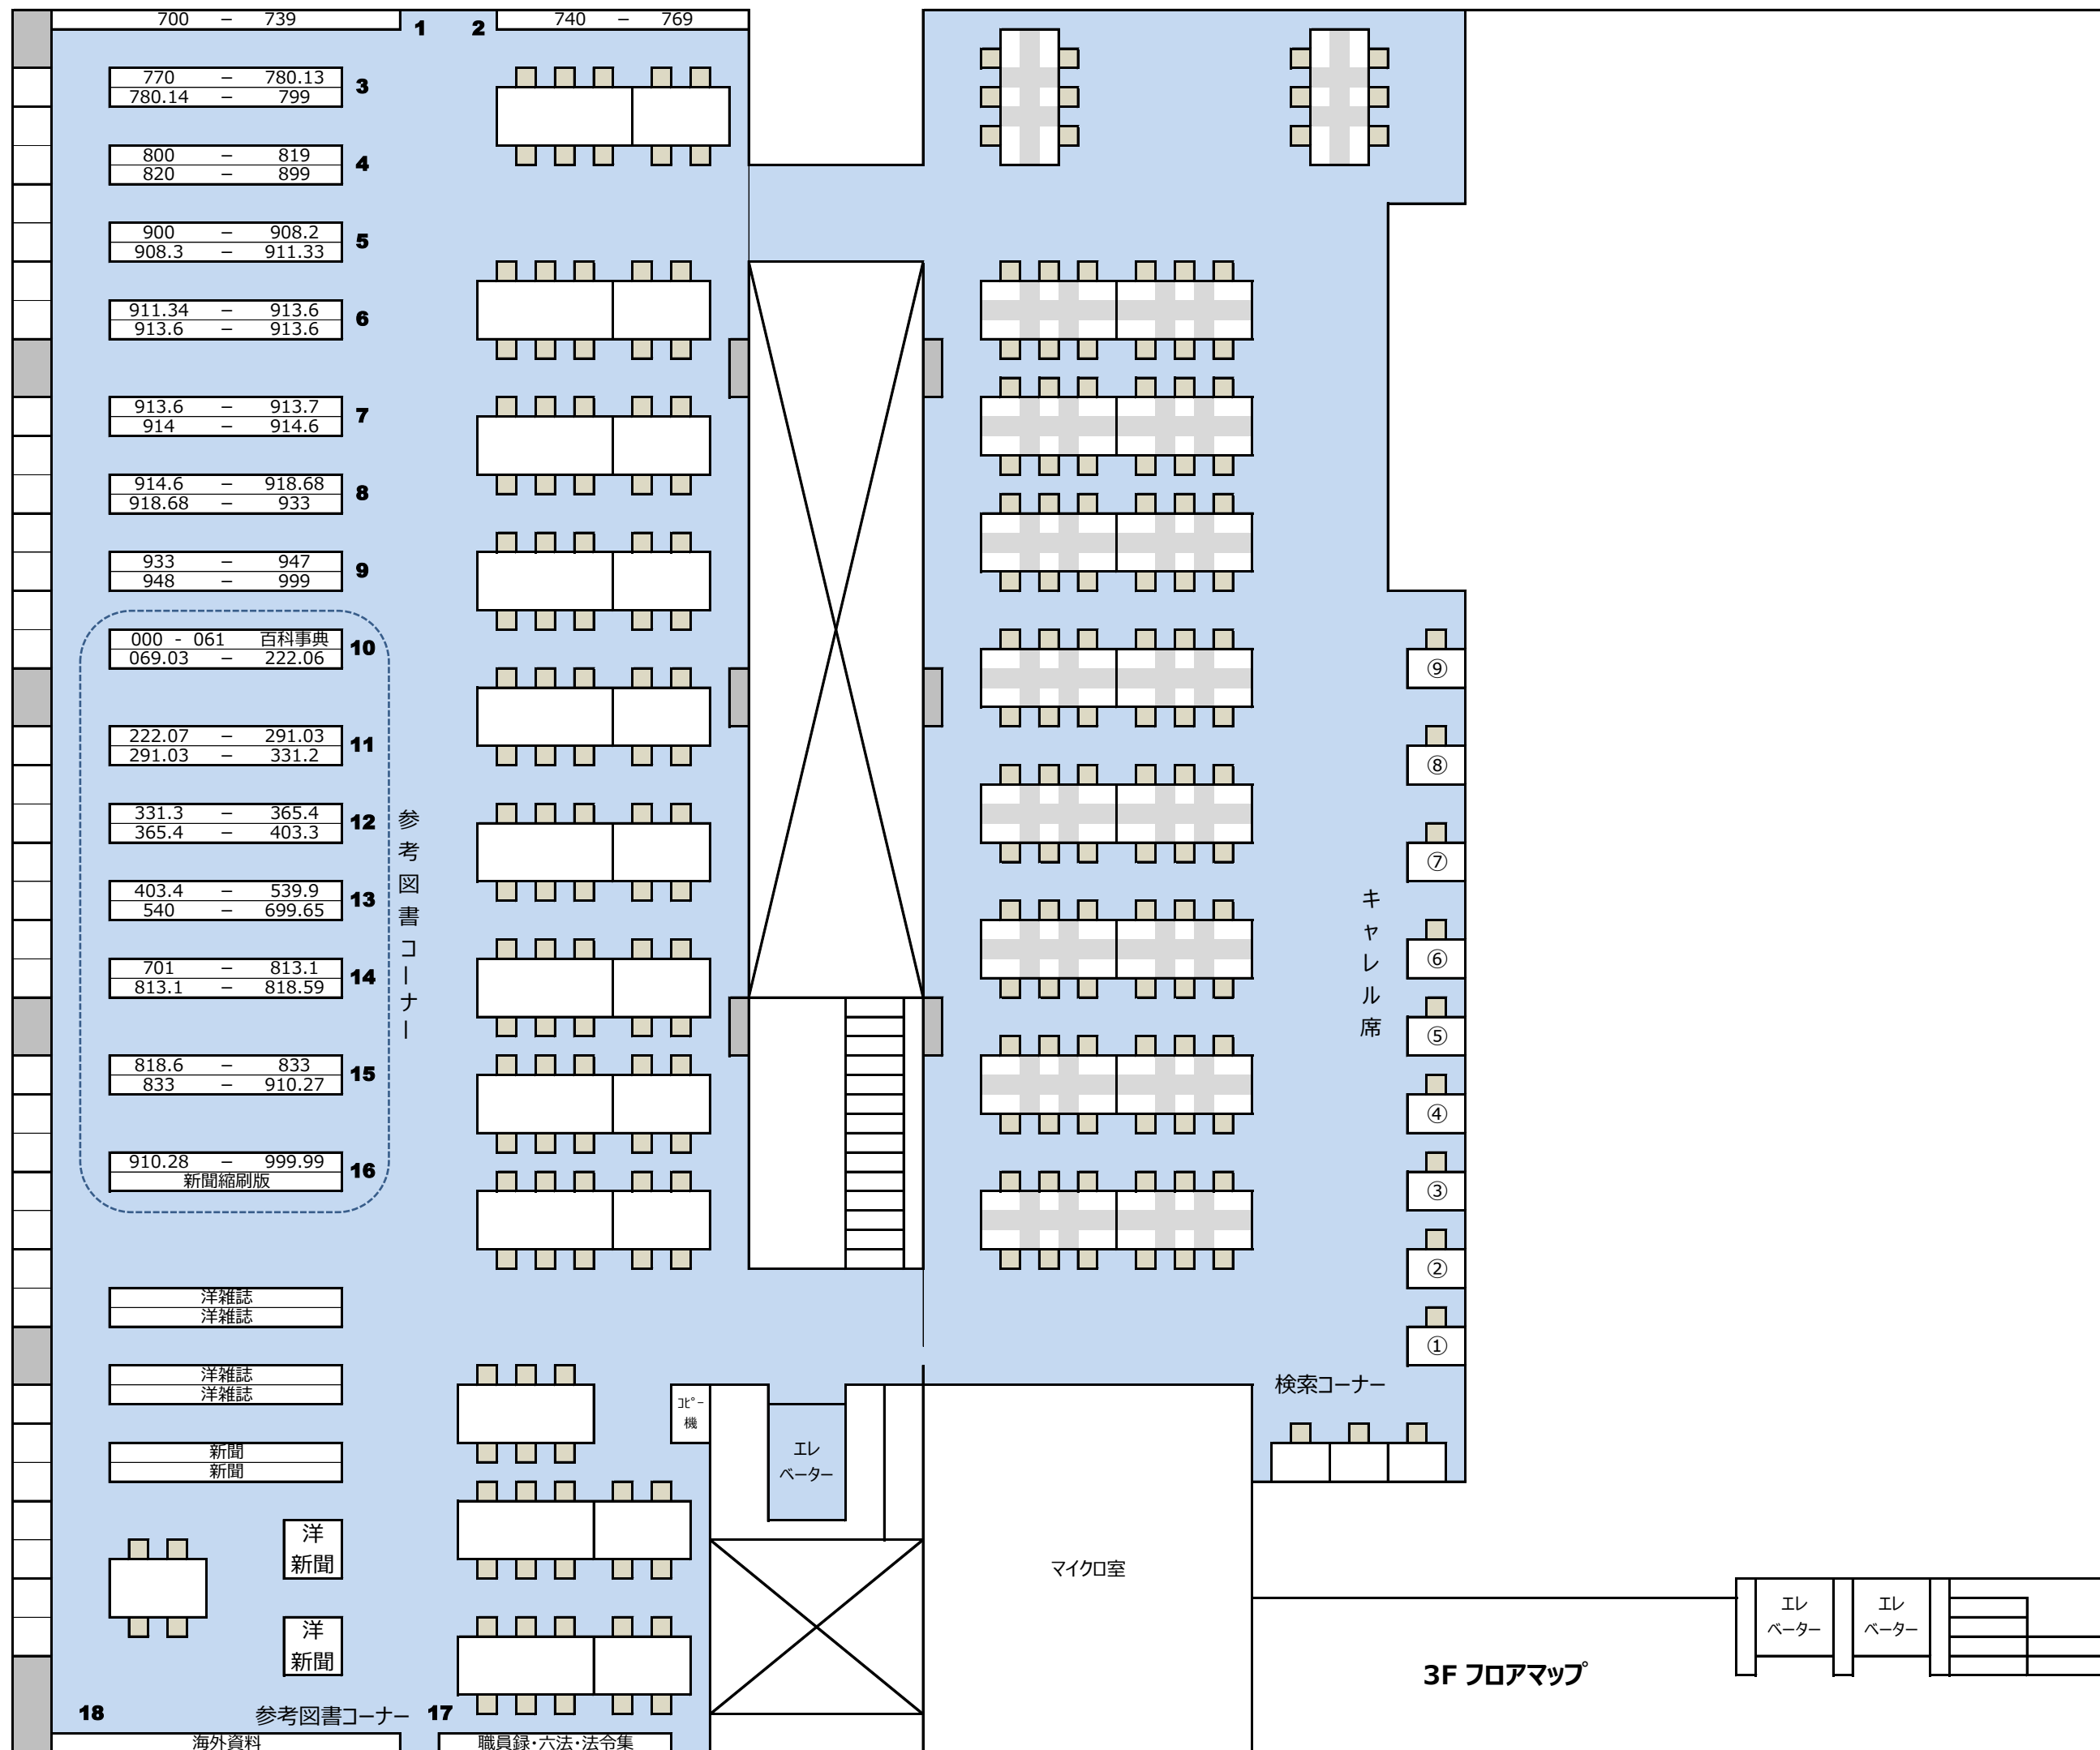 700 － 739
1
2
740 － 769
770 － 780.13
780.14 － 799
3
800 － 819
820 － 899
4
900 － 908.2
908.3 － 911.33
5
911.34 － 913.6
913.6 － 913.6
6
913.6 － 913.7
914 － 914.6
7
914.6 － 918.68
918.68 － 933
8
933 － 947
948 － 999
9
000 - 061 百科事典
069.03 － 222.06
10
222.07 － 291.03
291.03 － 331.2
11
331.3 － 365.4
365.4 － 403.3
12
403.4 － 539.9
540 － 699.65
13
701 － 813.1
813.1 － 818.59
14
818.6 － 833
833 － 910.27
15
910.28 － 999.99
新聞縮刷版
16
参考図書コーナー
洋雑誌
洋雑誌
洋雑誌
洋雑誌
新聞
新聞
洋
新聞
洋
新聞
18
参考図書コーナー
17
海外資料
職員録・六法・法令集
コピー
機
エレ
ベーター
マイクロ室
キャレル席
⑨
⑧
⑦
⑥
⑤
④
③
②
①
検索コーナー
エレ
ベーター
エレ
ベーター
3F フロアマップ